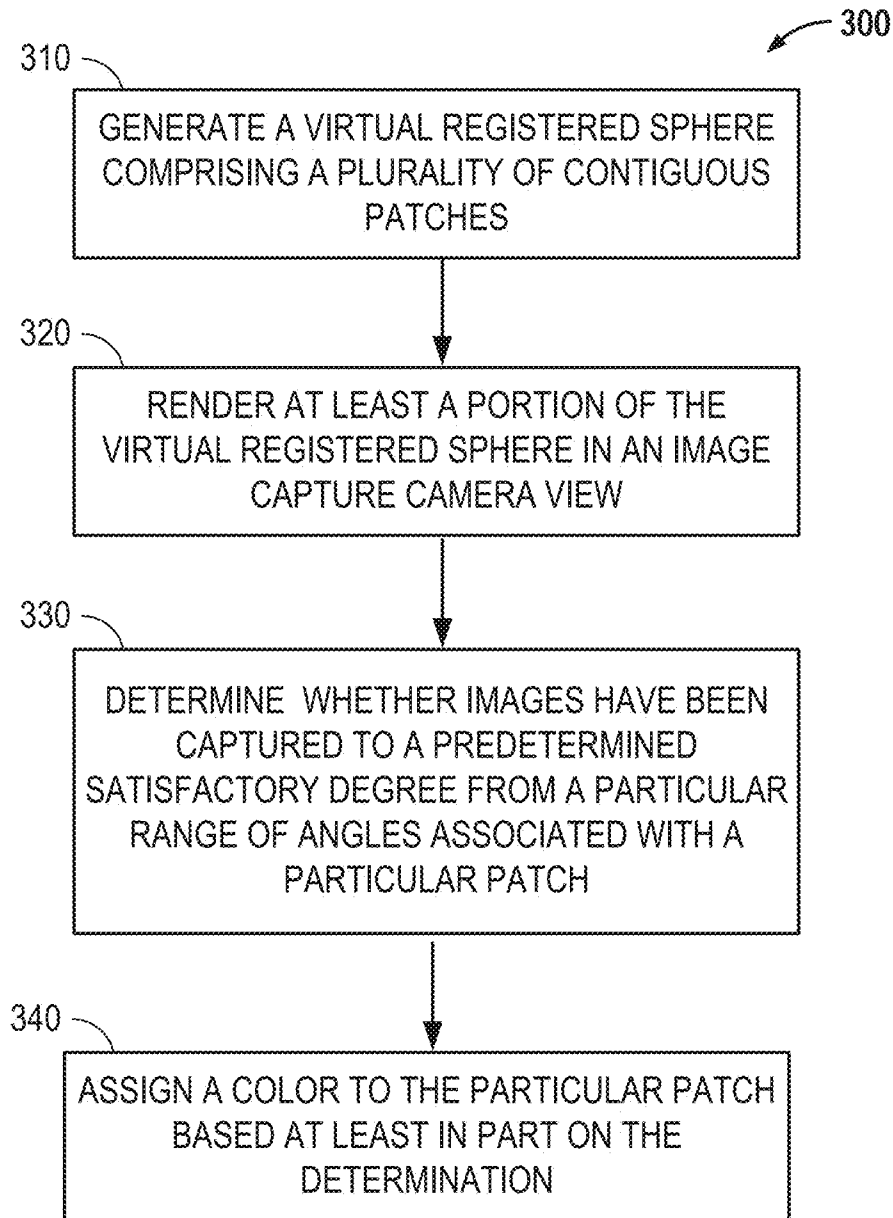 300
310
GENERATE A VIRTUAL REGISTERED SPHERE
COMPRISING A PLURALITY OF CONTIGUOUS
PATCHES
320
RENDER AT LEAST A PORTION OF THE
VIRTUAL REGISTERED SPHERE IN AN IMAGE
CAPTURE CAMERA VIEW
330
DETERMINE WHETHER IMAGES HAVE BEEN
CAPTURED TO A PREDETERMINED
SATISFACTORY DEGREE FROM A PARTICULAR
RANGE OF ANGLES ASSOCIATED WITH A
PARTICULAR PATCH
340
ASSIGN A COLOR TO THE PARTICULAR PATCH
BASED AT LEAST IN PART ON THE
DETERMINATION